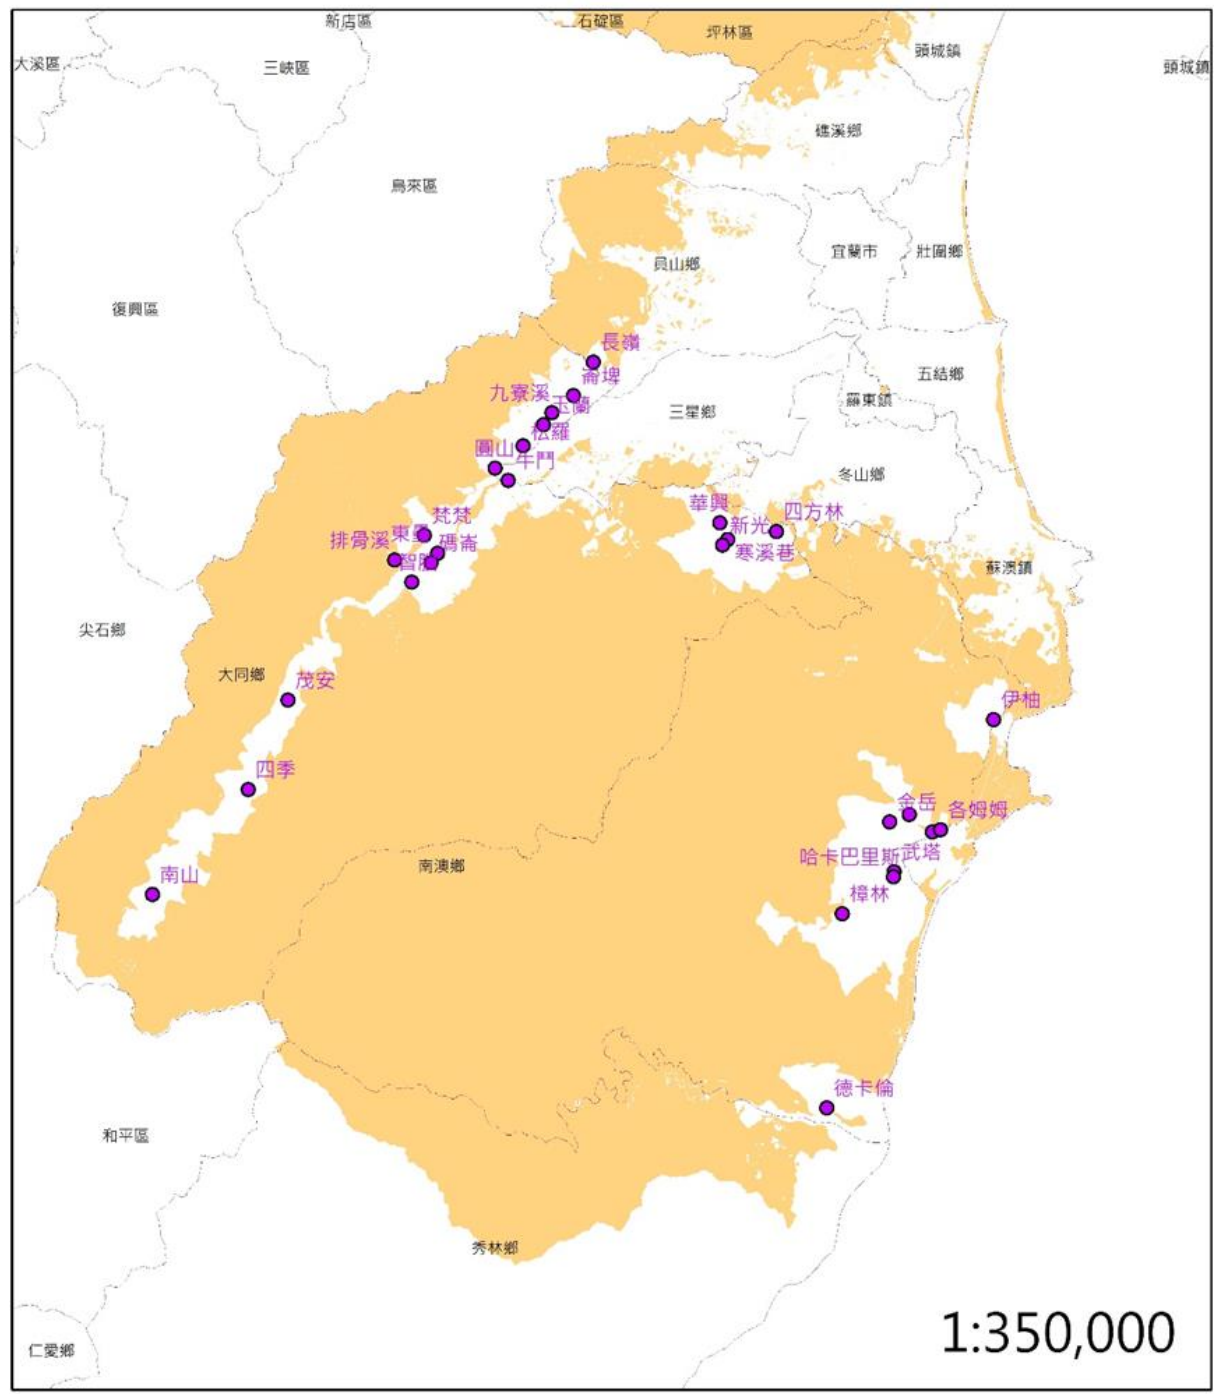 新店區
石碇區
坪林區
頭城鎮
大溪區
三峽區
頭城鎮
礁溪鄉
烏來區
宜蘭市
壯圍鄉
員山鄉
復興區
長嶺
崙埤
五結鄉
九寮溪
玉蘭
羅東鎮
三星鄉
松羅
圓山
牛鬥
冬山鄉
華興
四方林
梵梵
新光
東壘
排骨溪
碼崙
寒溪巷
智腦
蘇澳鎮
尖石鄉
大同鄉
茂安
伊柚
四季
金岳
各姆姆
哈卡巴里斯
武塔
南澳鄉
南山
樟林
德卡倫
和平區
秀林鄉
1:350,000
仁愛鄉